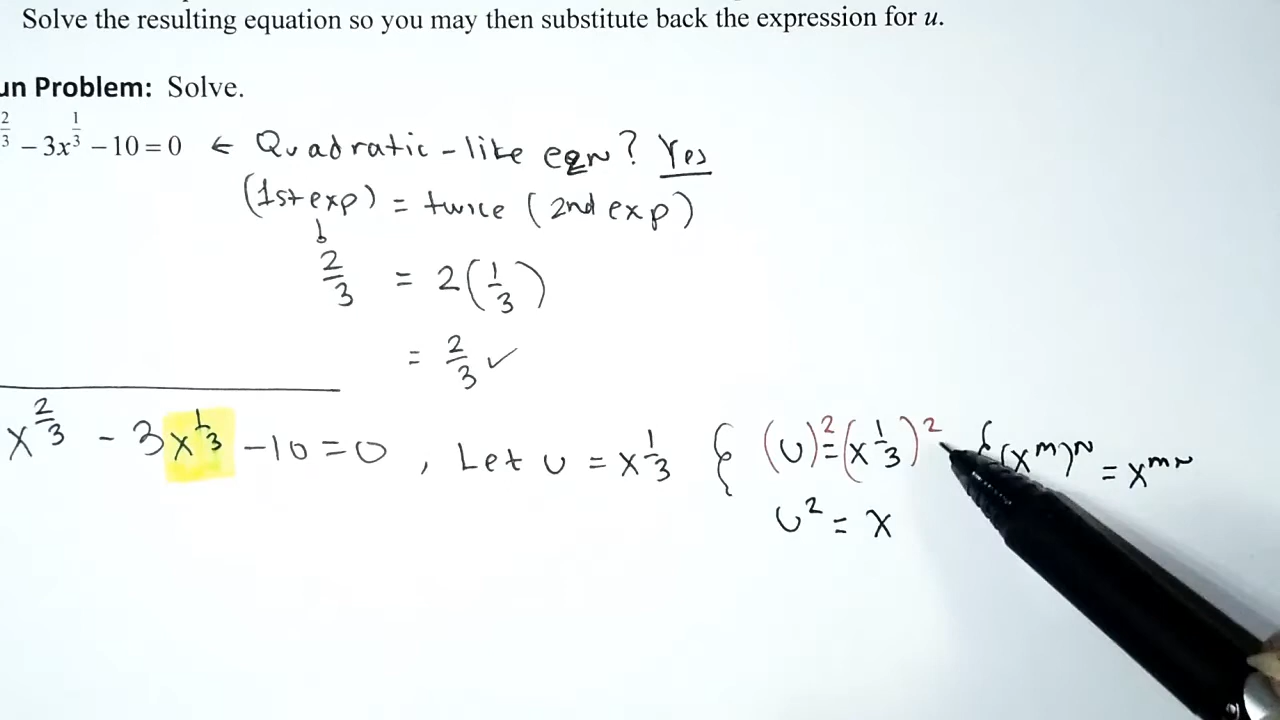 Solve the resulting equation so you may then substitute back the expression for u.
un Problem: Solve.
2/3 − 3x^(1/3) − 10 = 0 ← Quadratic-like eqn? Yes
(1st exp) = twice (2nd exp)
2/3 = 2(1/3)
= 2/3 ✓
x^(2/3) − 3x^(1/3) − 10 = 0 , Let u = x^(1/3) { (u)^2 = (x^(1/3))^2 {(x^m)^n = x^(mn)
u^2 = x